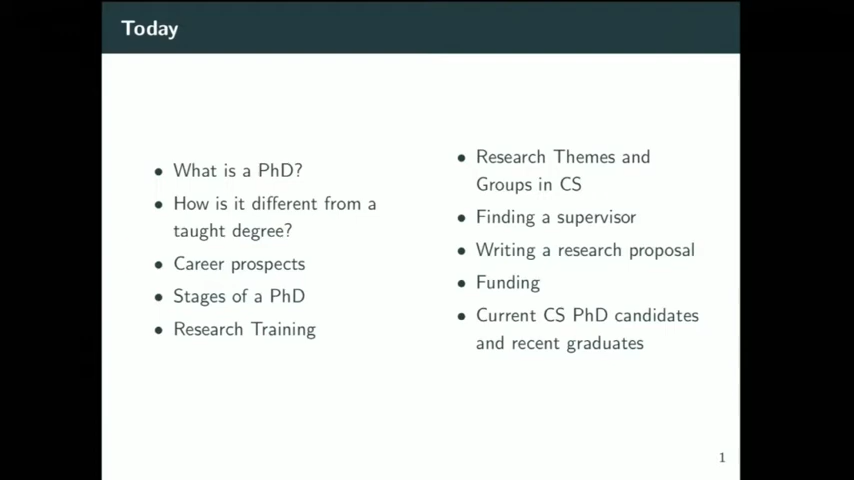 Today
• What is a PhD?
• How is it different from a
taught degree?
• Career prospects
• Stages of a PhD
• Research Training
• Research Themes and
Groups in CS
• Finding a supervisor
• Writing a research proposal
• Funding
• Current CS PhD candidates
and recent graduates
1